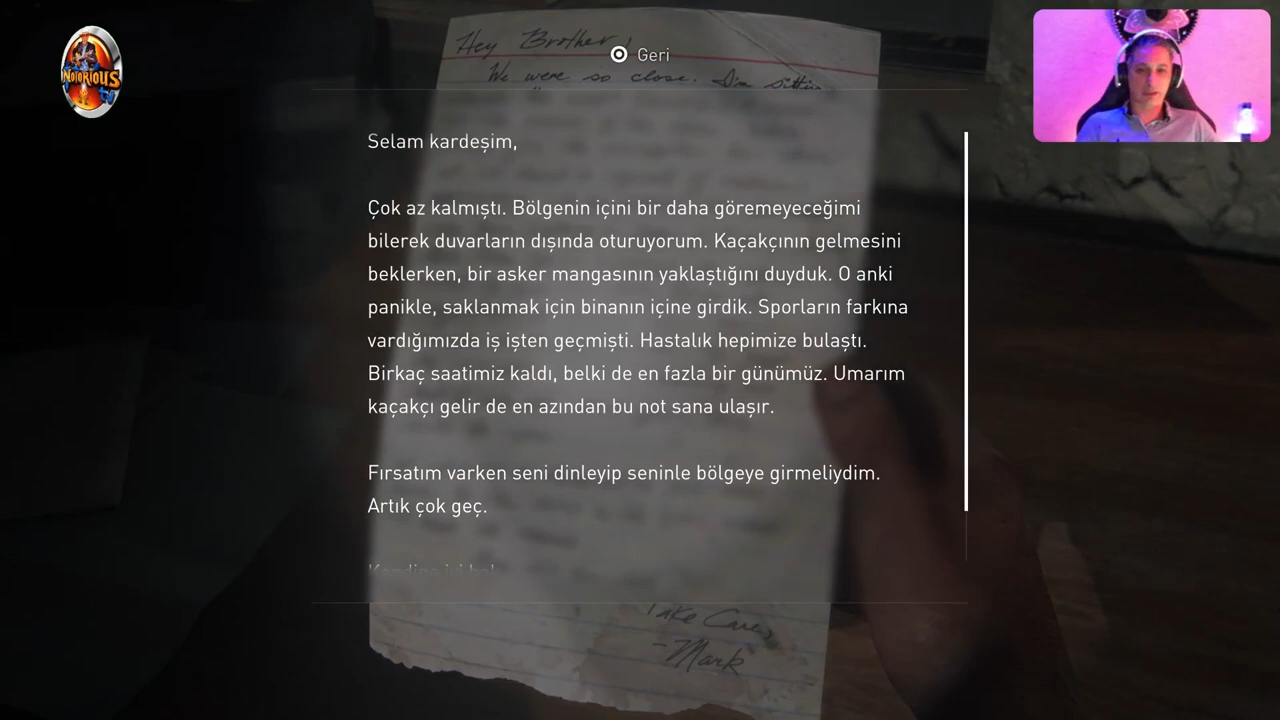 Hey Brother,
Geri
We were so close. I'm sittin
NOTORIOUS
Selam kardeşim,
Çok az kalmıştı. Bölgenin içini bir daha göremeyeceğimi
bilerek duvarların dışında oturuyorum. Kaçakçının gelmesini
beklerken, bir asker mangasının yaklaştığını duyduk. O anki
panikle, saklanmak için binanın içine girdik. Sporların farkına
vardığımızda iş işten geçmişti. Hastalık hepimize bulaştı.
Birkaç saatimiz kaldı, belki de en fazla bir günümüz. Umarım
kaçakçı gelir de en azından bu not sana ulaşır.
Fırsatım varken seni dinleyip seninle bölgeye girmeliydim.
Artık çok geç.
Take Care,
-Mark